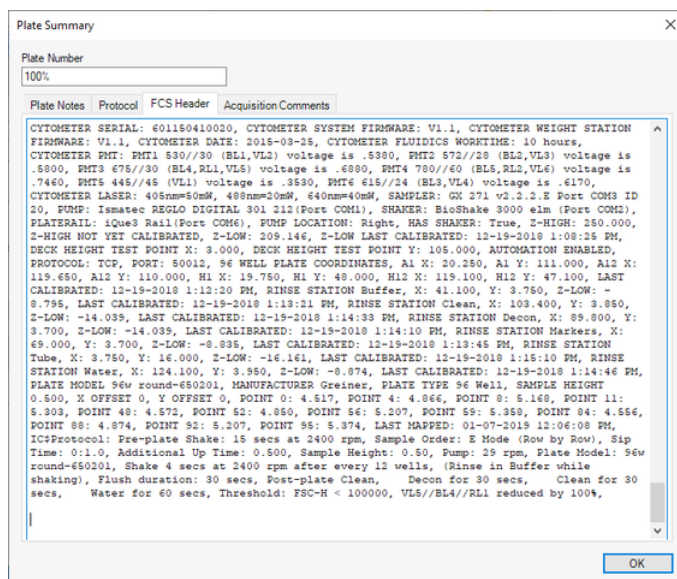 Plate Summary
Plate Number
100%
Plate Notes Protocol FCS Header Acquisition Comments
CYTOMETER SERIAL: 601150410020, CYTOMETER SYSTEM FIRMWARE: V1.1, CYTOMETER WEIGHT STATION
FIRMWARE: V1.1, CYTOMETER DATE: 2015-03-25, CYTOMETER FLUIDICS WORKTIME: 10 hours,
CYTOMETER PMT: PMT1 530//30 (BL1,VL2) voltage is .5380, PMT2 572//28 (BL2,VL3) voltage is
.5800, PMT3 675//30 (BL4,RL1,VL5) voltage is .6880, PMT4 780//60 (BL5,RL2,VL6) voltage is
.7460, PMT5 445//45 (VL1) voltage is .3530, PMT6 615//24 (BL3,VL4) voltage is .6170,
CYTOMETER LASER: 405nm=50mW, 488nm=20mW, 640nm=40mW, SAMPLER: GX 271 v2.2.2.E Port COM3 ID
20, PUMP: Ismatec REGLO DIGITAL 301 212(Port COM1), SHAKER: BioShake 3000 elm (Port COM2),
PLATERAIL: iQue3 Rail(Port COM6), PUMP LOCATION: Right, HAS SHAKER: True, Z-HIGH: 250.000,
Z-HIGH NOT YET CALIBRATED, Z-LOW: 209.146, Z-LOW LAST CALIBRATED: 12-19-2018 1:08:25 PM,
DECK HEIGHT TEST POINT X: 3.000, DECK HEIGHT TEST POINT Y: 105.000, AUTOMATION ENABLED,
PROTOCOL: TCP, PORT: 50012, 96 WELL PLATE COORDINATES, A1 X: 20.250, A1 Y: 111.000, A12 X:
119.650, A12 Y: 110.000, H1 X: 19.750, H1 Y: 48.000, H12 X: 119.100, H12 Y: 47.100, LAST
CALIBRATED: 12-19-2018 1:12:20 PM, RINSE STATION Buffer, X: 41.100, Y: 3.750, Z-LOW: -
8.795, LAST CALIBRATED: 12-19-2018 1:13:21 PM, RINSE STATION Clean, X: 103.400, Y: 3.850,
Z-LOW: -14.039, LAST CALIBRATED: 12-19-2018 1:14:33 PM, RINSE STATION Decon, X: 89.800, Y:
3.700, Z-LOW: -14.039, LAST CALIBRATED: 12-19-2018 1:14:10 PM, RINSE STATION Markers, X:
69.000, Y: 3.700, Z-LOW: -8.835, LAST CALIBRATED: 12-19-2018 1:13:45 PM, RINSE STATION
Tube, X: 3.750, Y: 16.000, Z-LOW: -16.161, LAST CALIBRATED: 12-19-2018 1:15:10 PM, RINSE
STATION Water, X: 124.100, Y: 3.950, Z-LOW: -8.874, LAST CALIBRATED: 12-19-2018 1:14:46 PM,
PLATE MODEL 96w round-650201, MANUFACTURER Greiner, PLATE TYPE 96 Well, SAMPLE HEIGHT
0.500, X OFFSET 0, Y OFFSET 0, POINT 0: 4.517, POINT 4: 4.866, POINT 8: 5.168, POINT 11:
5.303, POINT 48: 4.572, POINT 52: 4.850, POINT 56: 5.207, POINT 59: 5.358, POINT 84: 4.556,
POINT 88: 4.874, POINT 92: 5.207, POINT 95: 5.374, LAST MAPPED: 01-07-2019 12:06:08 PM,
IC$Protocol: Pre-plate Shake: 15 secs at 2400 rpm, Sample Order: E Mode (Row by Row), Sip
Time: 0:1.0, Additional Up Time: 0.500, Sample Height: 0.50, Pump: 29 rpm, Plate Model: 96w
round-650201, Shake 4 secs at 2400 rpm after every 12 wells, (Rinse in Buffer while
shaking), Flush duration: 30 secs, Post-plate Clean, Decon for 30 secs, Clean for 30
secs, Water for 60 secs, Threshold: FSC-H < 100000, VL5//BL4//RL1 reduced by 100%,
OK